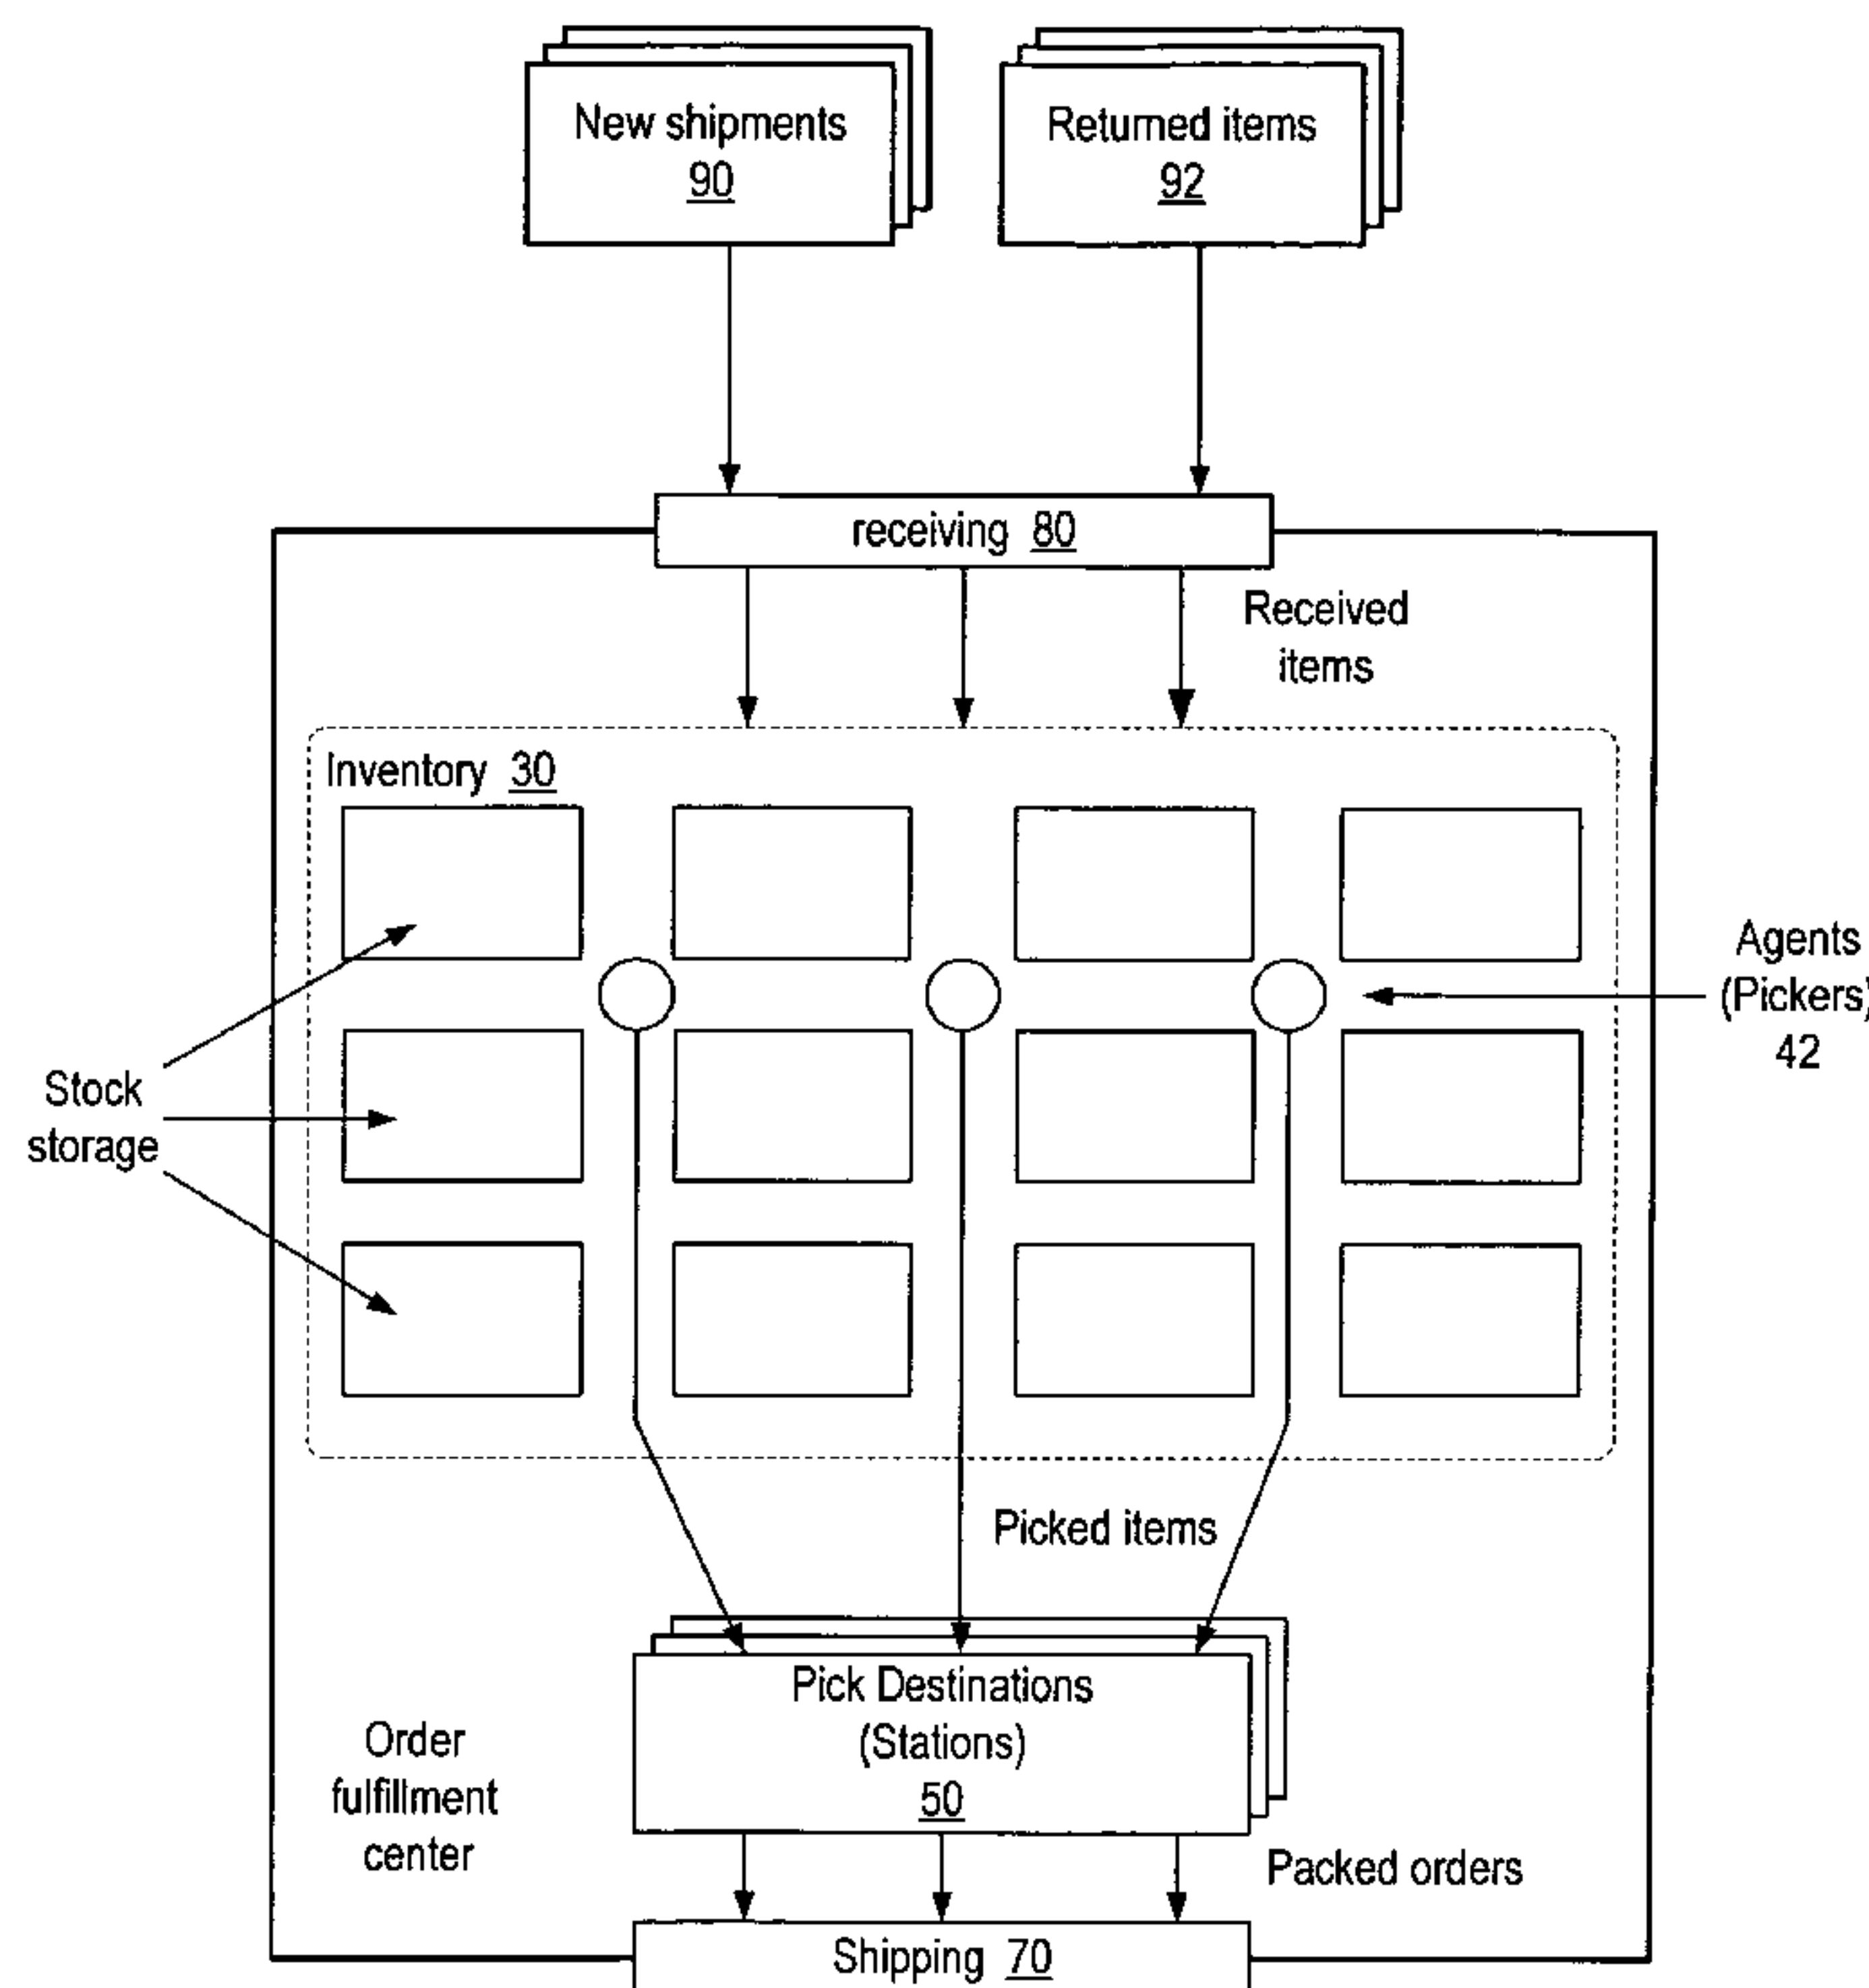 New shipments
90
Returned items
92
receiving 80
Received
items
Inventory 30
Agents
(Pickers)
42
Stock
storage
Picked items
Pick Destinations
(Stations)
50
Order
fulfillment
center
Packed orders
Shipping 70